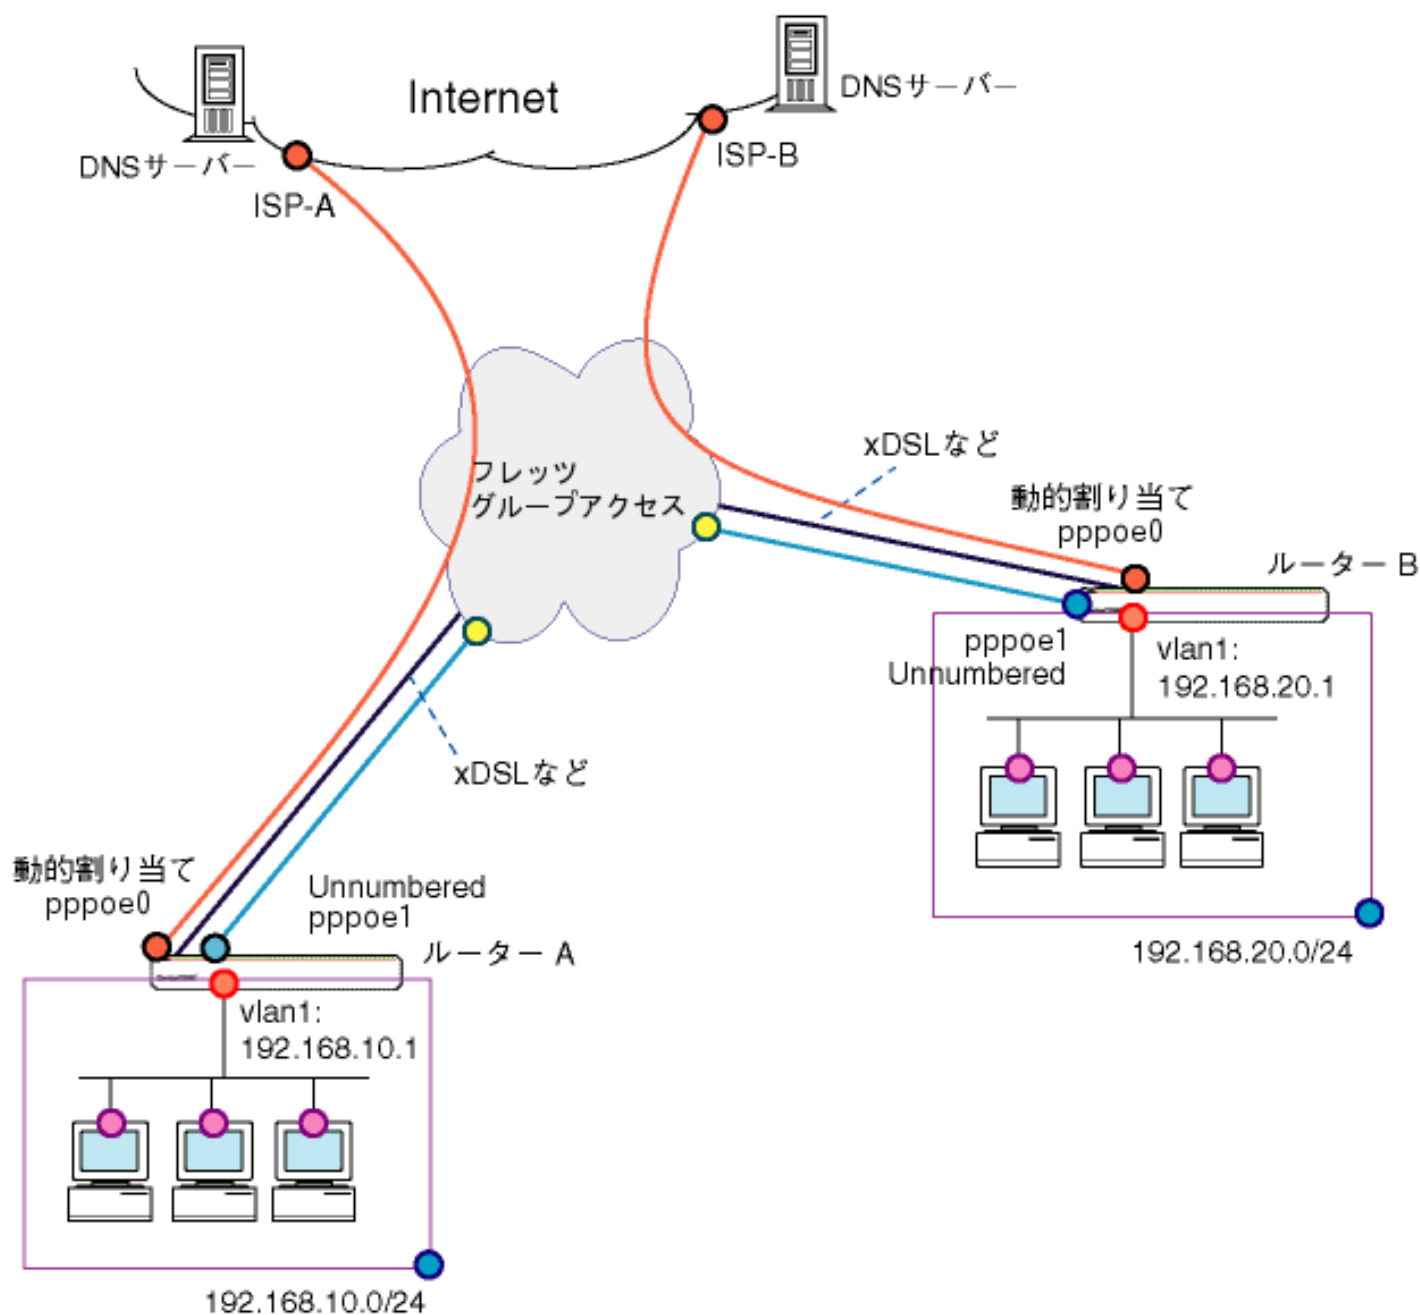 Internet
DNSサーバー
DNSサーバー
ISP-B
ISP-A
xDSLなど
フレッツ
グループアクセス
動的割り当て
pppoe0
ルーター B
pppoe1
Unnumbered
vlan1:
192.168.20.1
xDSLなど
動的割り当て
pppoe0
Unnumbered
pppoe1
ルーター A
192.168.20.0/24
vlan1:
192.168.10.1
192.168.10.0/24